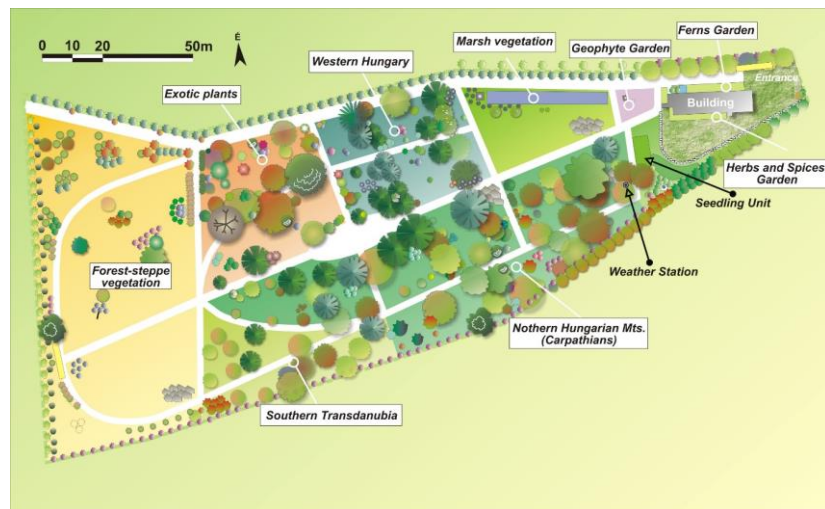 Ferns Garden
Marsh vegetation
Geophyte Garden
0 10 20 50m
É
Western Hungary
Entrance
Exotic plants
Building
Herbs and Spices
Garden
Seedling Unit
Forest-steppe
vegetation
Weather Station
Nothern Hungarian Mts.
(Carpathians)
Southern Transdanubia